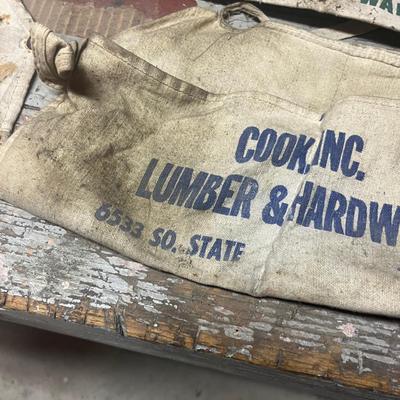 COOK, INC.
LUMBER & HARDW
6533 SO. STATE